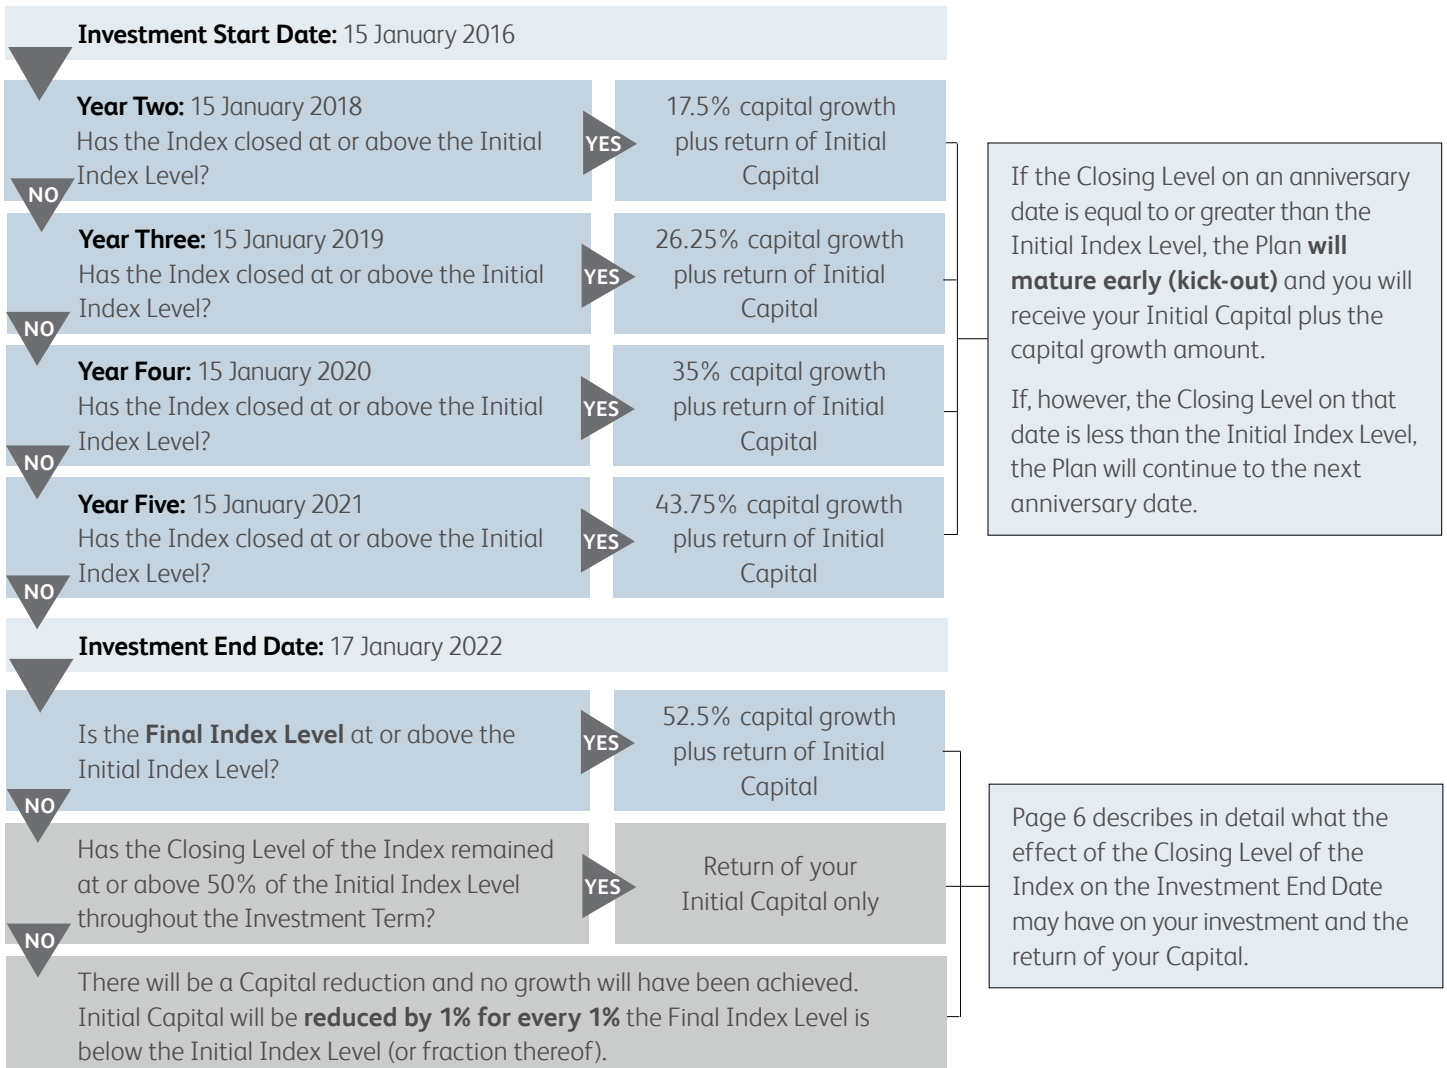 Investment Start Date: 15 January 2016
Year Two: 15 January 2018
Has the Index closed at or above the Initial
Index Level?
YES
17.5% capital growth
plus return of Initial
Capital
NO
Year Three: 15 January 2019
Has the Index closed at or above the Initial
Index Level?
YES
26.25% capital growth
plus return of Initial
Capital
NO
Year Four: 15 January 2020
Has the Index closed at or above the Initial
Index Level?
YES
35% capital growth
plus return of Initial
Capital
NO
Year Five: 15 January 2021
Has the Index closed at or above the Initial
Index Level?
YES
43.75% capital growth
plus return of Initial
Capital
NO
If the Closing Level on an anniversary
date is equal to or greater than the
Initial Index Level, the Plan will
mature early (kick-out) and you will
receive your Initial Capital plus the
capital growth amount.
If, however, the Closing Level on that
date is less than the Initial Index Level,
the Plan will continue to the next
anniversary date.
Investment End Date: 17 January 2022
Is the Final Index Level at or above the
Initial Index Level?
YES
52.5% capital growth
plus return of Initial
Capital
NO
Has the Closing Level of the Index remained
at or above 50% of the Initial Index Level
throughout the Investment Term?
YES
Return of your
Initial Capital only
NO
There will be a Capital reduction and no growth will have been achieved.
Initial Capital will be reduced by 1% for every 1% the Final Index Level is
below the Initial Index Level (or fraction thereof).
Page 6 describes in detail what the
effect of the Closing Level of the
Index on the Investment End Date
may have on your investment and the
return of your Capital.